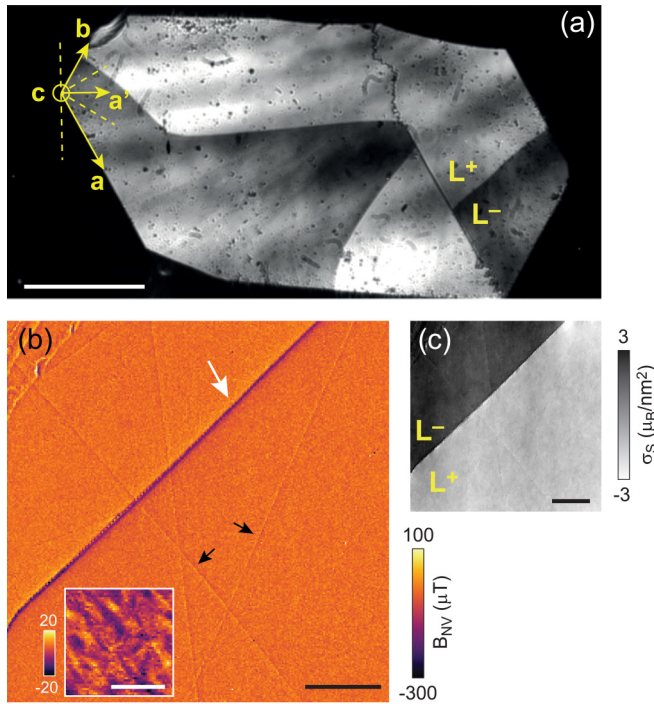 (a)
b
c
a'
a
L+
L−
(b)
(c)
3
L−
L+
σS (μB/nm²)
-3
100
20
BNV (μT)
-20
-300